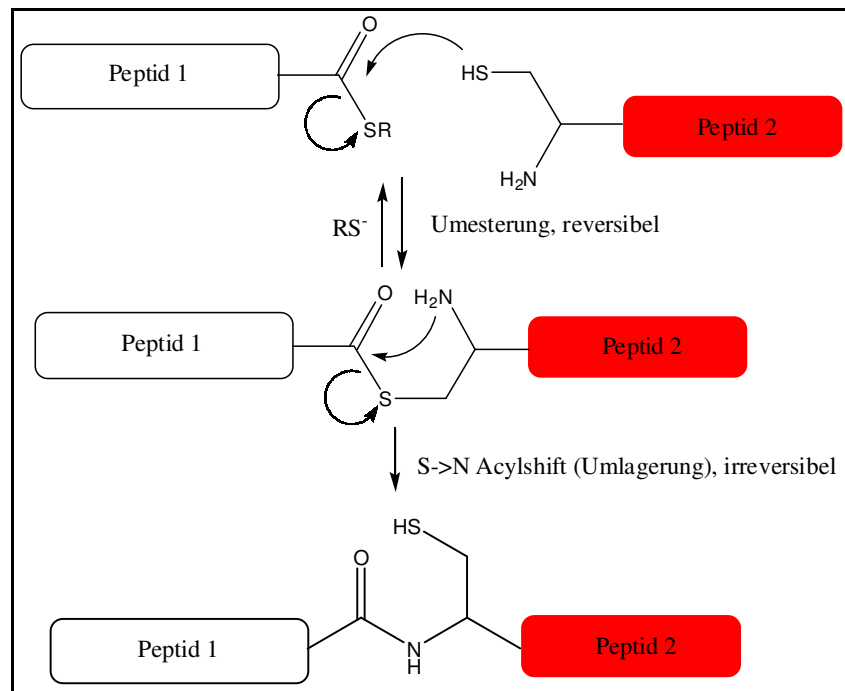 O
Peptid 1
HS
SR
Peptid 2
H₂N
RS⁻
Umesterung, reversibel
O
H₂N
Peptid 1
Peptid 2
S
S->N Acylshift (Umlagerung), irreversibel
HS
O
Peptid 1
N
H
Peptid 2